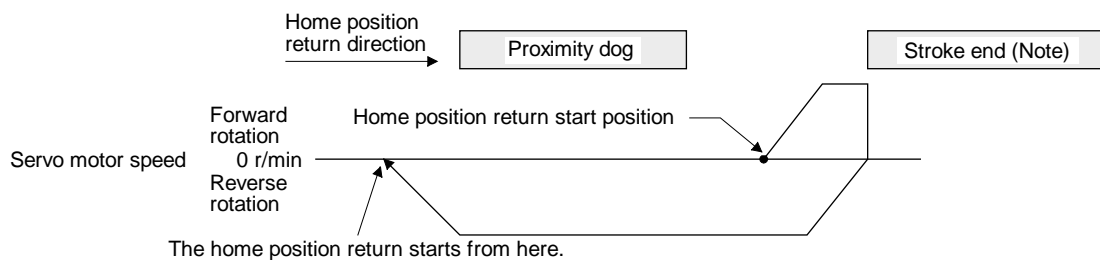 Home position
return direction
Proximity dog
Stroke end (Note)
Forward
rotation
Home position return start position
Servo motor speed
0 r/min
Reverse
rotation
The home position return starts from here.